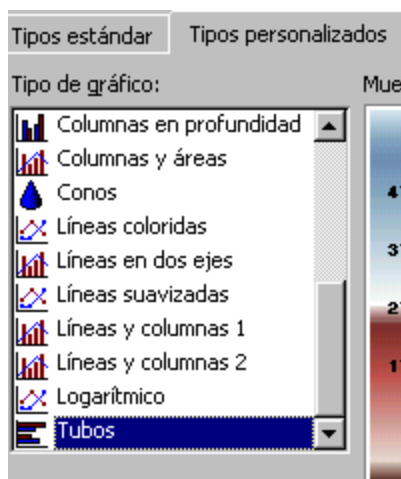 Tipos estándar Tipos personalizados
Tipo de gráfico:
Columnas en profundidad
Columnas y áreas
Conos
Líneas coloridas
Líneas en dos ejes
Líneas suavizadas
Líneas y columnas 1
Líneas y columnas 2
Logarítmico
Tubos